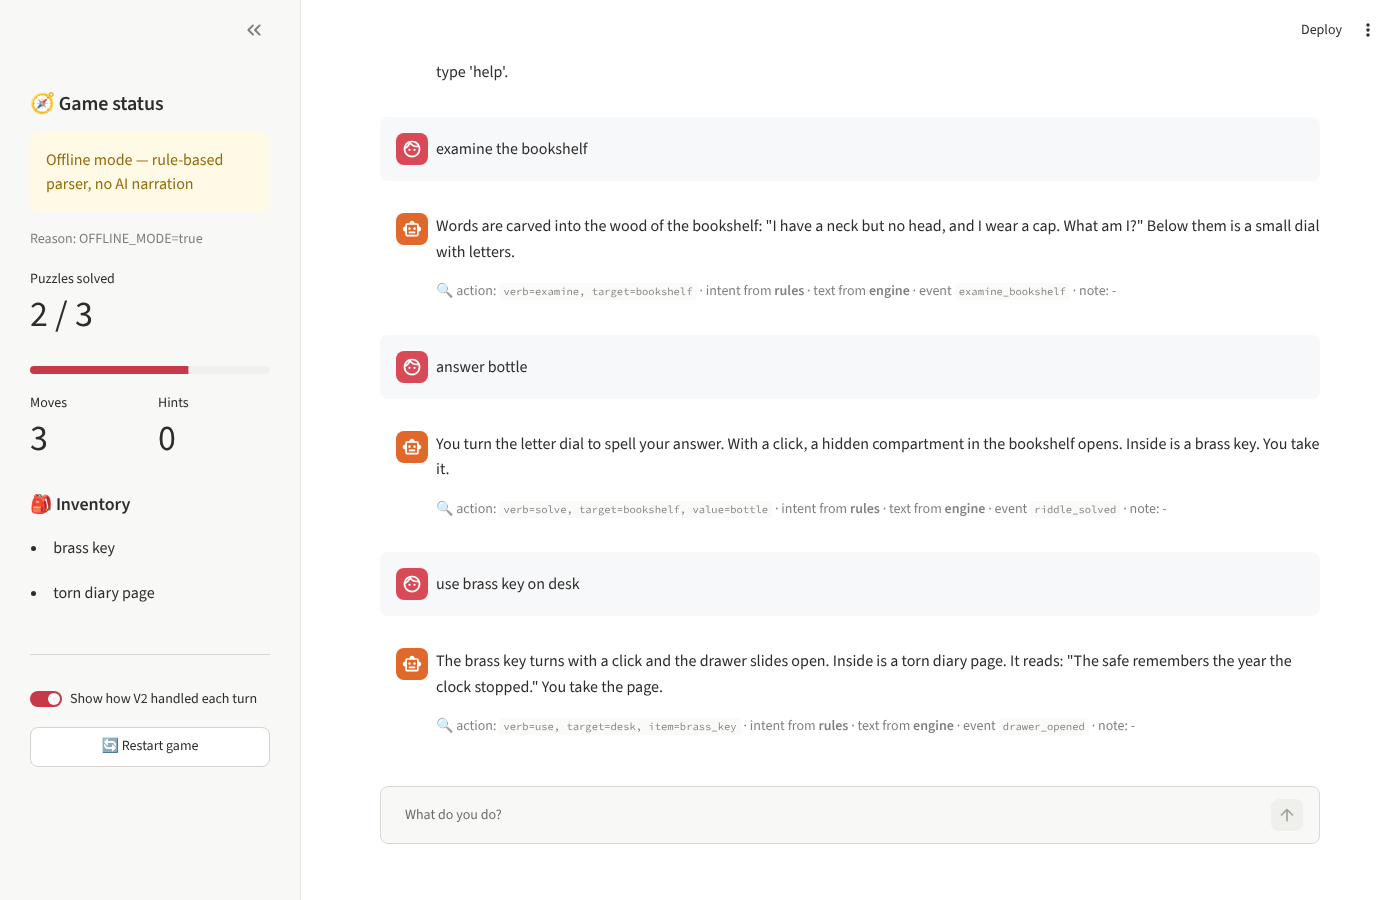 Deploy
🧭 Game status
Offline mode — rule-based
parser, no AI narration
Reason: OFFLINE_MODE=true
Puzzles solved
2 / 3
Moves
Hints
3
0
🎒 Inventory
• brass key
• torn diary page
Show how V2 handled each turn
🔄 Restart game
type 'help'.
examine the bookshelf
Words are carved into the wood of the bookshelf: "I have a neck but no head, and I wear a cap. What am I?" Below them is a small dial
with letters.
🔍 action: verb=examine, target=bookshelf · intent from rules · text from engine · event examine_bookshelf · note: -
answer bottle
You turn the letter dial to spell your answer. With a click, a hidden compartment in the bookshelf opens. Inside is a brass key. You take
it.
🔍 action: verb=solve, target=bookshelf, value=bottle · intent from rules · text from engine · event riddle_solved · note: -
use brass key on desk
The brass key turns with a click and the drawer slides open. Inside is a torn diary page. It reads: "The safe remembers the year the
clock stopped." You take the page.
🔍 action: verb=use, target=desk, item=brass_key · intent from rules · text from engine · event drawer_opened · note: -
What do you do?